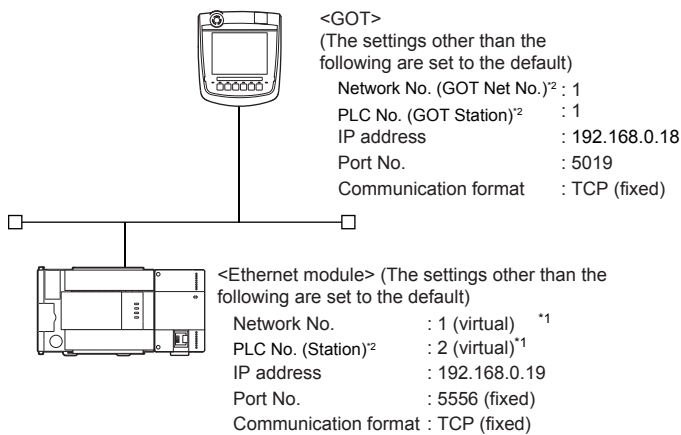 <GOT>
(The settings other than the
following are set to the default)
Network No. (GOT Net No.)*2 : 1
PLC No. (GOT Station)*2 : 1
IP address : 192.168.0.18
Port No. : 5019
Communication format : TCP (fixed)
<Ethernet module> (The settings other than the
following are set to the default)
Network No. : 1 (virtual) *1
PLC No. (Station)*2 : 2 (virtual)*1
IP address : 192.168.0.19
Port No. : 5556 (fixed)
Communication format : TCP (fixed)